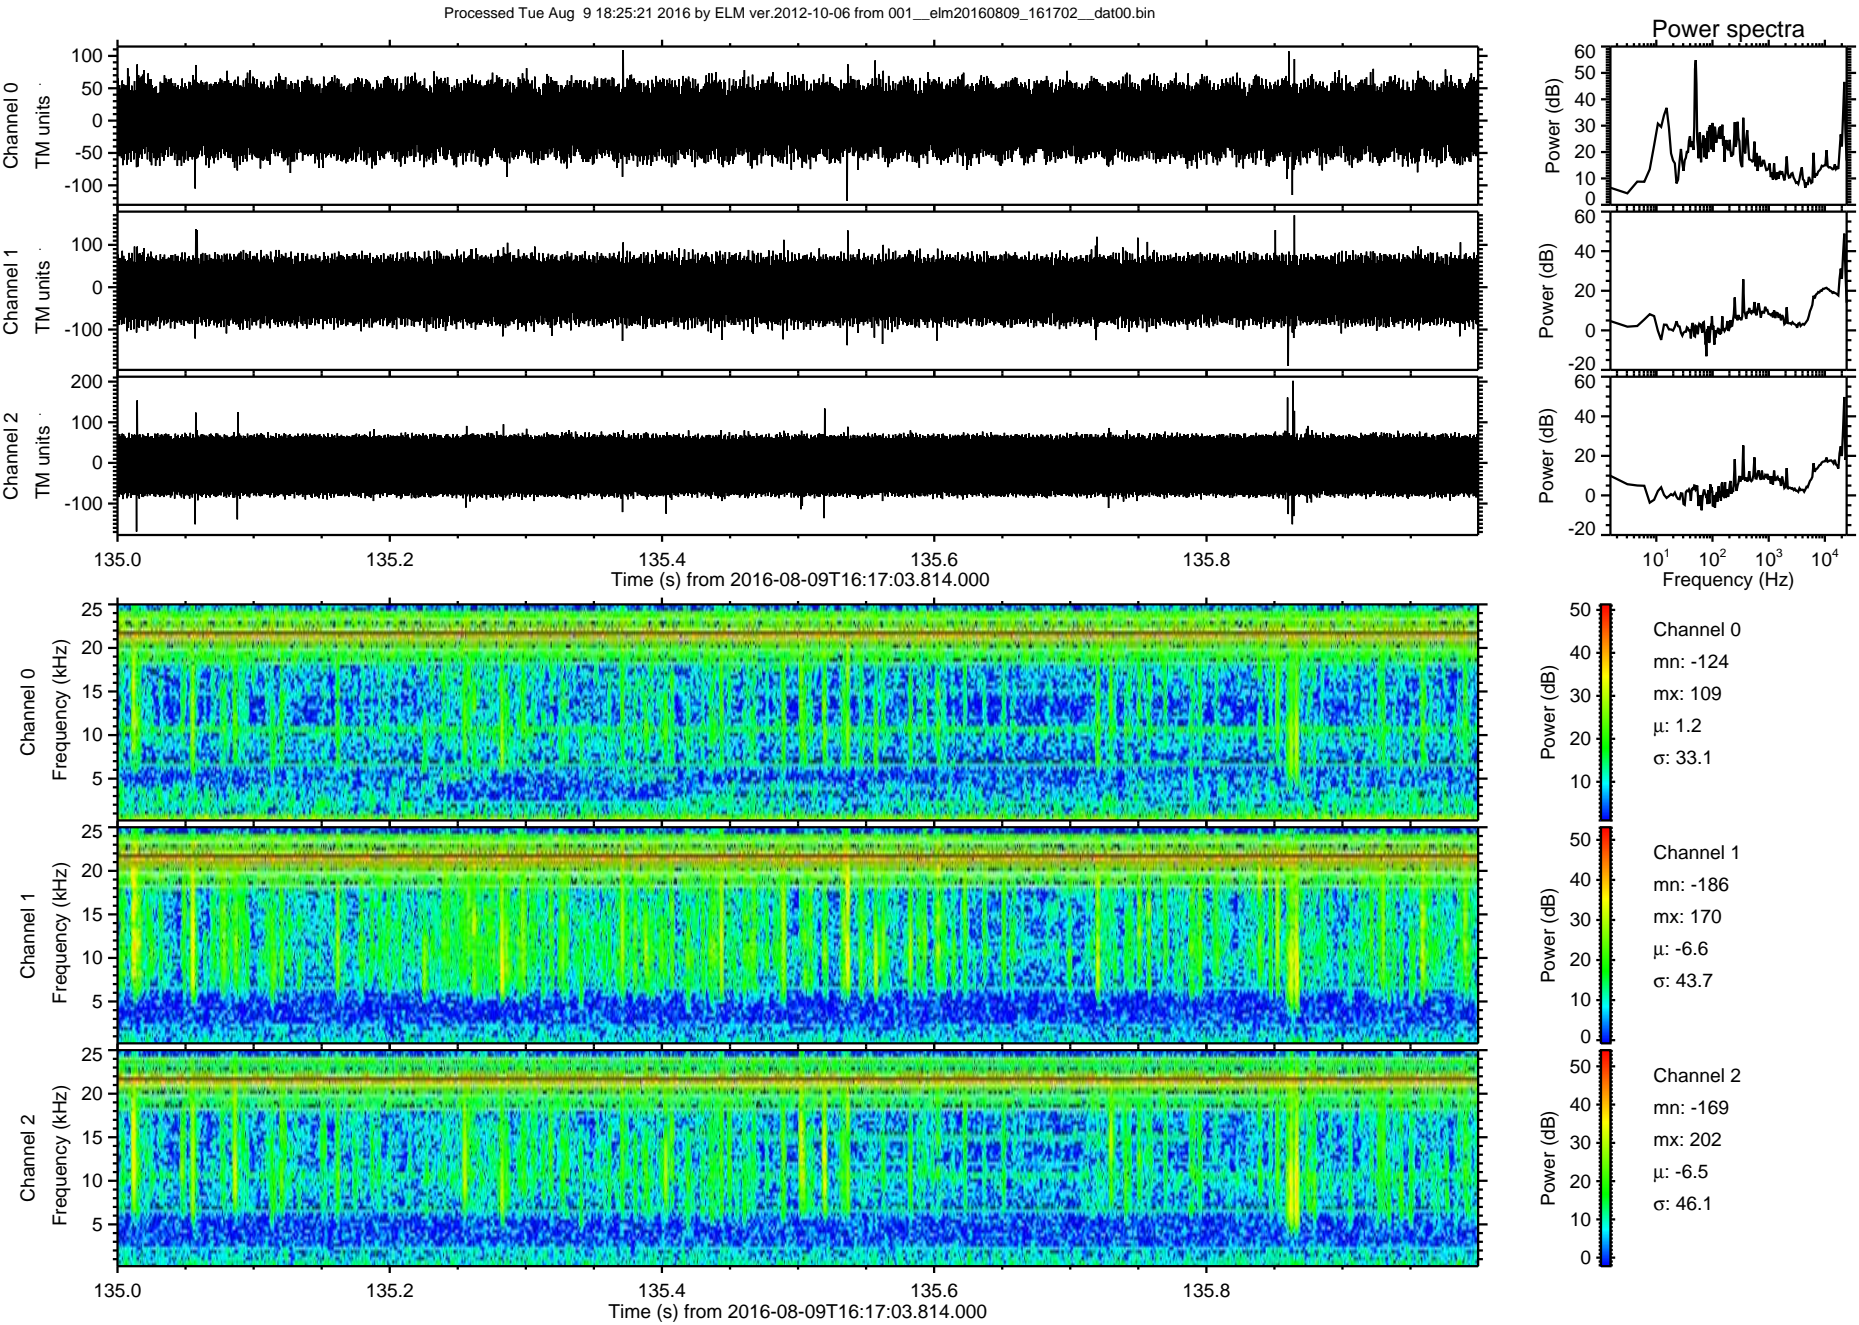 Processed Tue Aug  9 18:25:21 2016 by ELM ver.2012-10-06 from 001__elm20160809_161702__dat00.bin
Power spectra
Channel 0
TM units
100
50
0
-50
-100
Power (dB)
60
50
40
30
20
10
0
Channel 1
TM units
100
0
-100
Power (dB)
60
40
20
0
-20
Channel 2
TM units
200
100
0
-100
Power (dB)
60
40
20
0
-20
135.0 135.2 135.4 135.6 135.8
Time (s) from 2016-08-09T16:17:03.814.000
10^1 10^2 10^3 10^4
Frequency (Hz)
Channel 0
Frequency (kHz)
25
20
15
10
5
Power (dB)
50
40
30
20
10
Channel 0
mn: -124
mx: 109
μ: 1.2
σ: 33.1
Channel 1
Frequency (kHz)
25
20
15
10
5
Power (dB)
50
40
30
20
10
0
Channel 1
mn: -186
mx: 170
μ: -6.6
σ: 43.7
Channel 2
Frequency (kHz)
25
20
15
10
5
Power (dB)
50
40
30
20
10
0
Channel 2
mn: -169
mx: 202
μ: -6.5
σ: 46.1
135.0 135.2 135.4 135.6 135.8
Time (s) from 2016-08-09T16:17:03.814.000